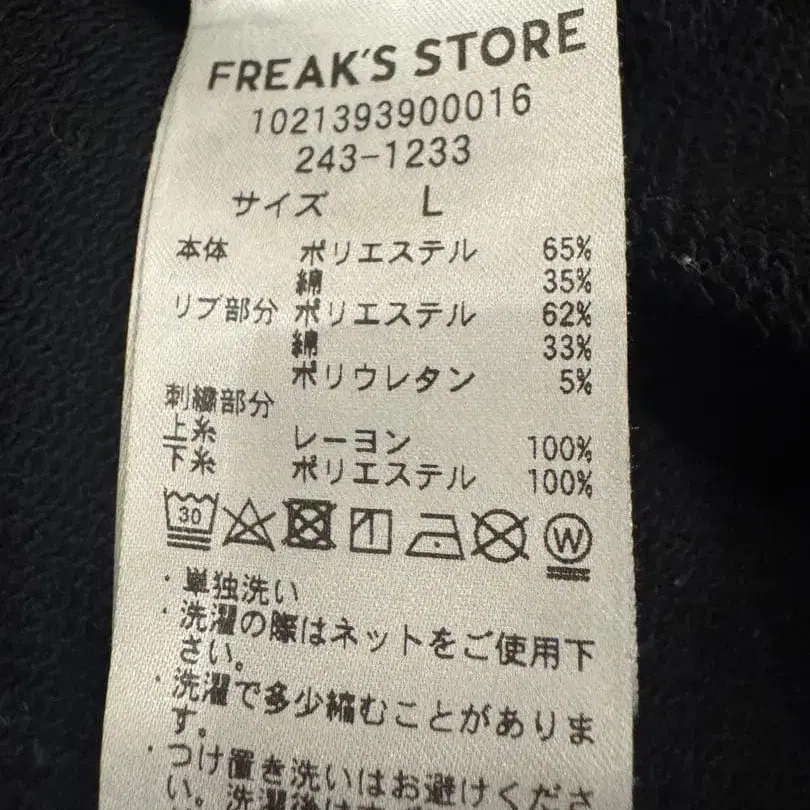 FREAK'S STORE
1021393900016
243-1233
サイズ L
本体 ポリエステル 65%
綿 35%
リブ部分 ポリエステル 62%
綿 33%
ポリウレタン 5%
刺繍部分
上糸 レーヨン 100%
下糸 ポリエステル 100%
30 W
・単独洗い
・洗濯の際はネットをご使用下
さい。
・洗濯で多少縮むことがありま
す。
・つけ置き洗いはお避けくださ
い。洗濯後は